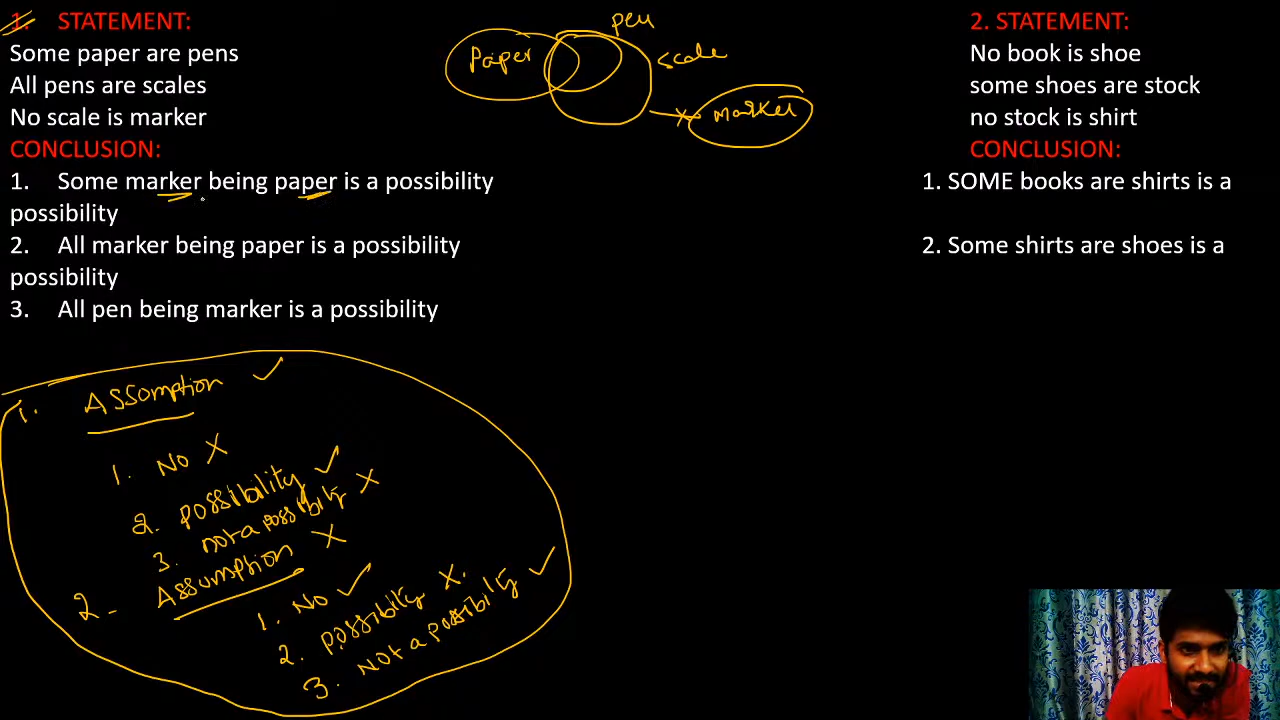 1. STATEMENT:
Some paper are pens
All pens are scales
No scale is marker
CONCLUSION:
1. Some marker being paper is a possibility
possibility
2. All marker being paper is a possibility
possibility
3. All pen being marker is a possibility
Paper
pen
scale
marker
2. STATEMENT:
No book is shoe
some shoes are stock
no stock is shirt
CONCLUSION:
1. SOME books are shirts is a
2. Some shirts are shoes is a
1. Assomption ✓
1. No X
2. possibility ✓
3. not a possibily X
2- Assumption X
1. No ✓
2. possibilty X.
3. Not a possibilty ✓